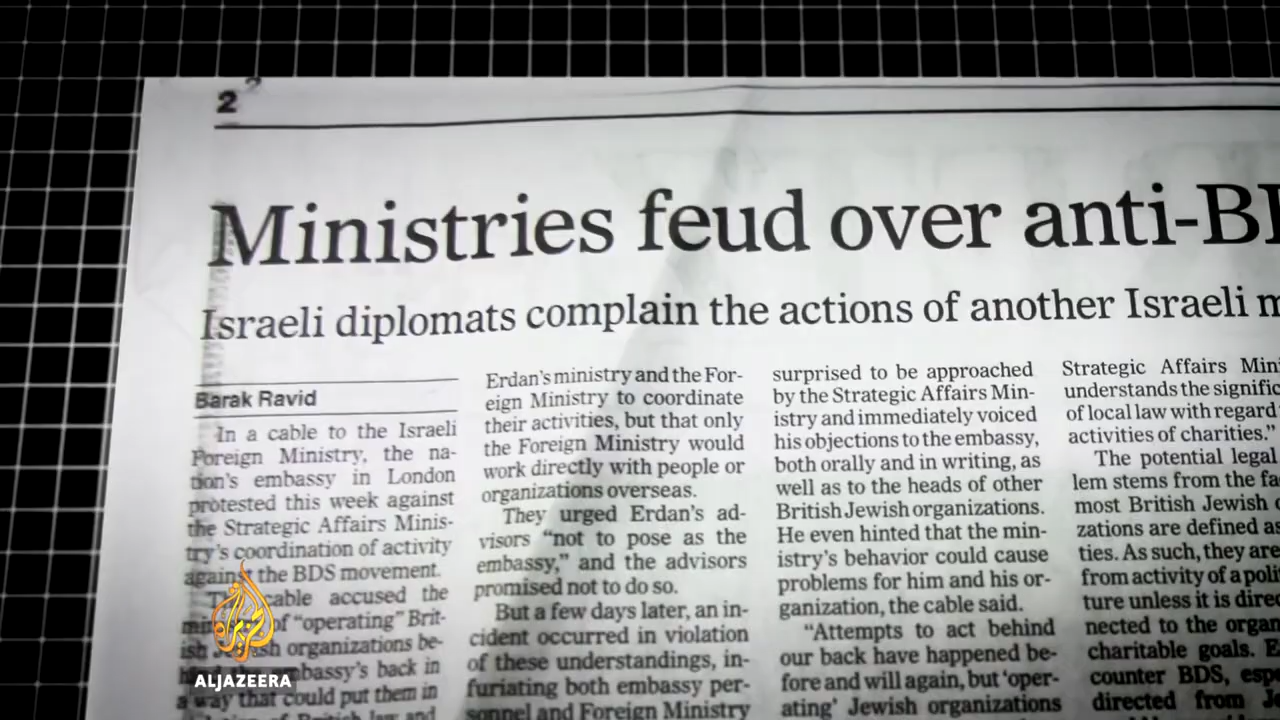 2
Ministries feud over anti-
Israeli diplomats complain the actions of another Israeli
Barak Ravid
In a cable to the Israeli
Foreign Ministry, the na-
tion's embassy in London
protested this week against
the Strategic Affairs Minis-
try's coordination of activity
against the BDS movement.
The cable accused the
of "operating" Brit-
ish Jewish organizations be-
embassy's back in
a way that could put them in
of British law and
Erdan's ministry and the For-
eign Ministry to coordinate
their activities, but that only
the Foreign Ministry would
work directly with people or
organizations overseas.
They urged Erdan's ad-
visors "not to pose as the
embassy," and the advisors
promised not to do so.
But a few days later, an in-
cident occurred in violation
of these understandings, in-
furiating both embassy per-
sonnel and Foreign Ministry
surprised to be approached
by the Strategic Affairs Min-
istry and immediately voiced
his objections to the embassy,
both orally and in writing, as
well as to the heads of other
British Jewish organizations.
He even hinted that the min-
istry's behavior could cause
problems for him and his or-
ganization, the cable said.
"Attempts to act behind
our back have happened be-
fore and will again, but 'oper-
ating' Jewish organizations
Strategic Affairs Min
understands the signific
of local law with regard
activities of charities."
The potential legal
lem stems from the fa
most British Jewish
zations are defined as
ties. As such, they are
from activity of a poli
ture unless it is direc
nected to the organ
charitable goals.
counter BDS, esp
directed from
ALJAZEERA